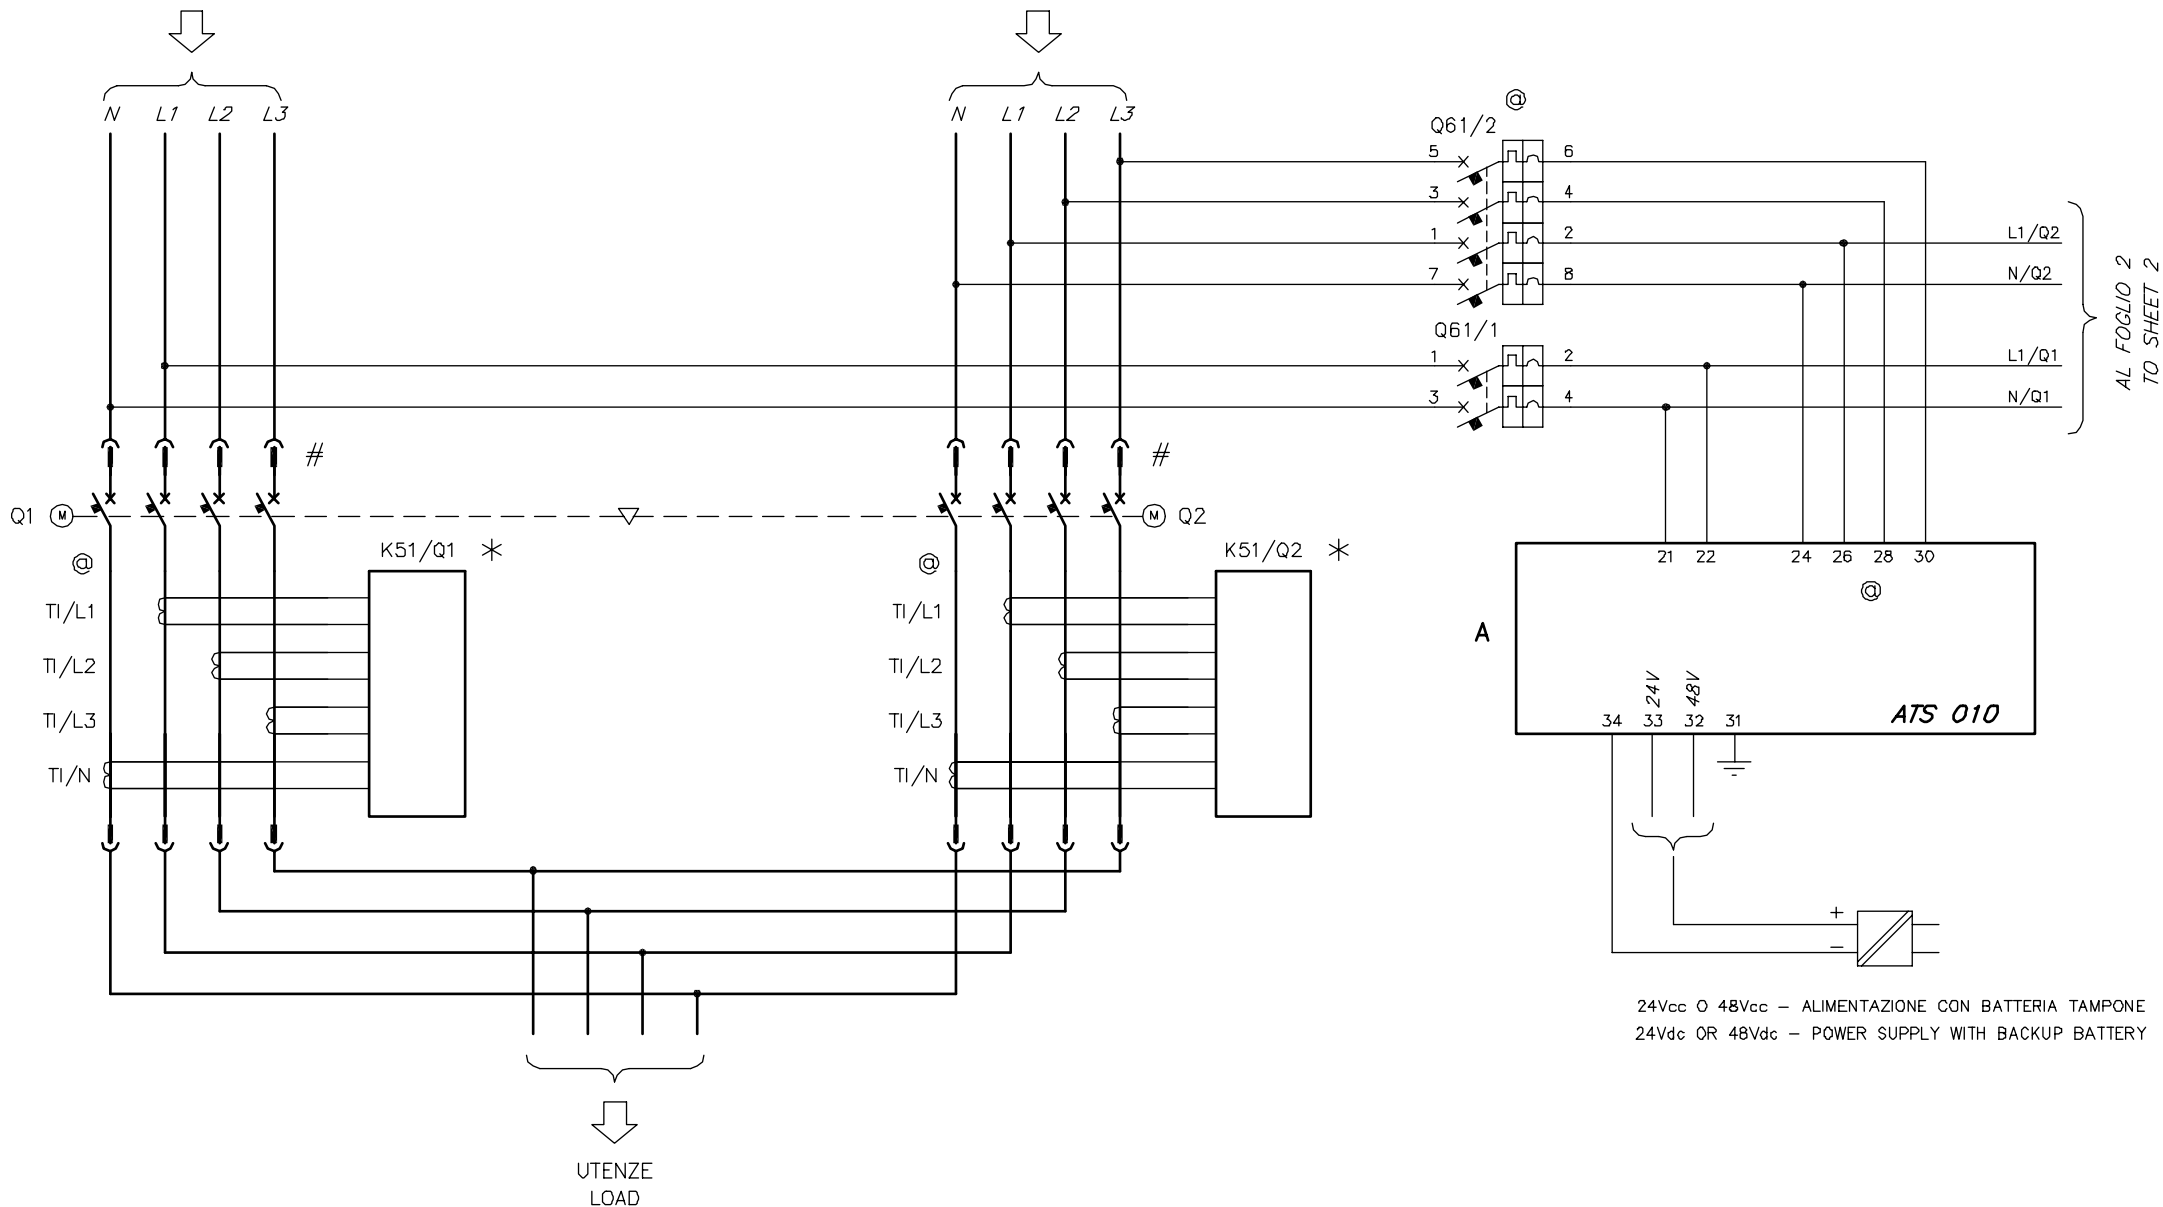 N L1 L2 L3
N L1 L2 L3
@
Q61/2
5 6
3 4
1 2 L1/Q2
7 8 N/Q2
Q61/1
1 2 L1/Q1
3 4 N/Q1
AL FOGLIO 2
TO SHEET 2
# #
Q1 M M Q2
@ K51/Q1 * @ K51/Q2 *
21 22 24 26 28 30
@
TI/L1 TI/L1
A
TI/L2 TI/L2
24V 48V
TI/L3 TI/L3
34 33 32 31 ATS 010
TI/N TI/N
+
−
24Vcc O 48Vcc – ALIMENTAZIONE CON BATTERIA TAMPONE
24Vdc OR 48Vdc – POWER SUPPLY WITH BACKUP BATTERY
UTENZE
LOAD